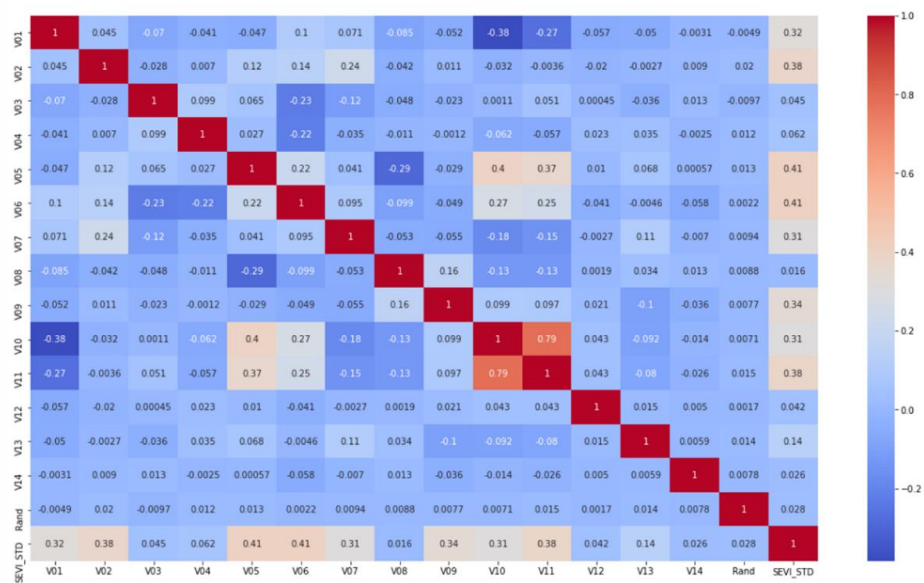 V01 1 0.045 -0.07 -0.041 -0.047 0.1 0.071 -0.085 -0.052 -0.38 -0.27 -0.057 -0.05 -0.0031 -0.0049 0.32
V02 0.045 1 -0.028 0.007 0.12 0.14 0.24 -0.042 0.011 -0.032 -0.0036 -0.02 -0.0027 0.009 0.02 0.38
V03 -0.07 -0.028 1 0.099 0.065 -0.23 -0.12 -0.048 -0.023 0.0011 0.051 0.00045 -0.036 0.013 -0.0097 0.045
V04 -0.041 0.007 0.099 1 0.027 -0.22 -0.035 -0.011 -0.0012 -0.062 -0.057 0.023 0.035 -0.0025 0.012 0.062
V05 -0.047 0.12 0.065 0.027 1 0.22 0.041 -0.29 -0.029 0.4 0.37 0.01 0.068 0.00057 0.013 0.41
V06 0.1 0.14 -0.23 -0.22 0.22 1 0.095 -0.099 -0.049 0.27 0.25 -0.041 -0.0046 -0.058 0.0022 0.41
V07 0.071 0.24 -0.12 -0.035 0.041 0.095 1 -0.053 -0.055 -0.18 -0.15 -0.0027 0.11 -0.007 0.0094 0.31
V08 -0.085 -0.042 -0.048 -0.011 -0.29 -0.099 -0.053 1 0.16 -0.13 -0.13 0.0019 0.034 0.013 0.0088 0.016
V09 -0.052 0.011 -0.023 -0.0012 -0.029 -0.049 -0.055 0.16 1 0.099 0.097 0.021 -0.1 -0.036 0.0077 0.34
V10 -0.38 -0.032 0.0011 -0.062 0.4 0.27 -0.18 -0.13 0.099 1 0.79 0.043 -0.092 -0.014 0.0071 0.31
V11 -0.27 -0.0036 0.051 -0.057 0.37 0.25 -0.15 -0.13 0.097 0.79 1 0.043 -0.08 -0.026 0.015 0.38
V12 -0.057 -0.02 0.00045 0.023 0.01 -0.041 -0.0027 0.0019 0.021 0.043 0.043 1 0.015 0.005 0.0017 0.042
V13 -0.05 -0.0027 -0.036 0.035 0.068 -0.0046 0.11 0.034 -0.1 -0.092 -0.08 0.015 1 0.0059 0.014 0.14
V14 -0.0031 0.009 0.013 -0.0025 0.00057 -0.058 -0.007 0.013 -0.036 -0.014 -0.026 0.005 0.0059 1 0.0078 0.026
Rand -0.0049 0.02 -0.0097 0.012 0.013 0.0022 0.0094 0.0088 0.0077 0.0071 0.015 0.0017 0.014 0.0078 1 0.028
SEVI_STD 0.32 0.38 0.045 0.062 0.41 0.41 0.31 0.016 0.34 0.31 0.38 0.042 0.14 0.026 0.028 1
V01 V02 V03 V04 V05 V06 V07 V08 V09 V10 V11 V12 V13 V14 Rand SEVI_STD
1.0
0.8
0.6
0.4
0.2
0.0
−0.2